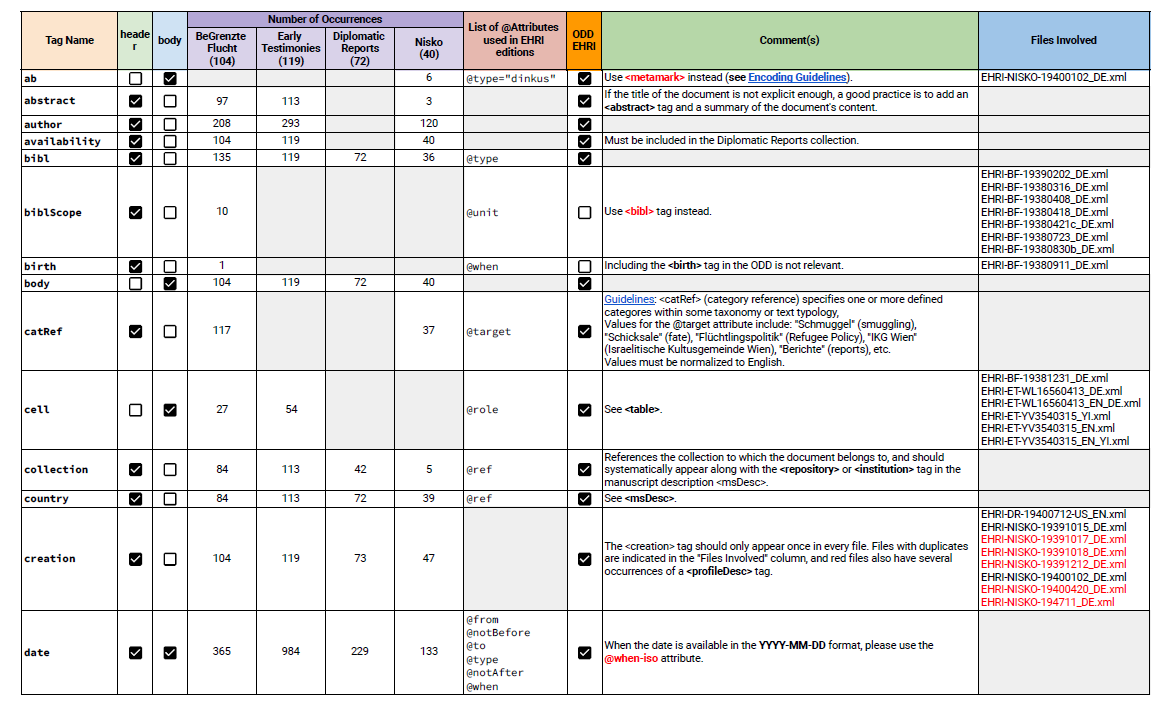 Tag Name
heade
r
body
Number of Occurrences
BeGrenzte
Flucht
(104)
Early
Testimonies
(119)
Diplomatic
Reports
(72)
Nisko
(40)
List of @Attributes
used in EHRI
editions
ODD
EHRI
Comment(s)
Files Involved
ab 6 @type="dinkus" Use <metamark> instead (see Encoding Guidelines). EHRI-NISKO-19400102_DE.xml
abstract 97 113 3
If the title of the document is not explicit enough, a good practice is to add an
<abstract> tag and a summary of the document's content.
author 208 293 120
availability 104 119 40 Must be included in the Diplomatic Reports collection.
bibl 135 119 72 36 @type
biblScope 10 @unit Use <bibl> tag instead.
EHRI-BF-19390202_DE.xml
EHRI-BF-19380316_DE.xml
EHRI-BF-19380408_DE.xml
EHRI-BF-19380418_DE.xml
EHRI-BF-19380421c_DE.xml
EHRI-BF-19380723_DE.xml
EHRI-BF-19380830b_DE.xml
birth 1 @when Including the <birth> tag in the ODD is not relevant. EHRI-BF-19380911_DE.xml
body 104 119 72 40
catRef 117 37 @target
Guidelines: <catRef> (category reference) specifies one or more defined
categores within some taxonomy or text typology,
Values for the @target attribute include: "Schmuggel" (smuggling),
"Schicksale" (fate), "Flüchtlingspolitik" (Refugee Policy), "IKG Wien"
(Israelitische Kultusgemeinde Wien), "Berichte" (reports), etc.
Values must be normalized to English.
cell 27 54 @role See <table>.
EHRI-BF-19381231_DE.xml
EHRI-ET-WL16560413_DE.xml
EHRI-ET-WL16560413_EN_DE.xml
EHRI-ET-YV3540315_YI.xml
EHRI-ET-YV3540315_EN.xml
EHRI-ET-YV3540315_EN_YI.xml
collection 84 113 42 5 @ref
References the collection to which the document belongs to, and should
systematically appear along with the <repository> or <institution> tag in the
manuscript description <msDesc>.
country 84 113 72 39 @ref See <msDesc>.
creation 104 119 73 47
The <creation> tag should only appear once in every file. Files with duplicates
are indicated in the "Files Involved" column, and red files also have several
occurrences of a <profileDesc> tag.
EHRI-DR-19400712-US_EN.xml
EHRI-NISKO-19391015_DE.xml
EHRI-NISKO-19391017_DE.xml
EHRI-NISKO-19391018_DE.xml
EHRI-NISKO-19391212_DE.xml
EHRI-NISKO-19400102_DE.xml
EHRI-NISKO-19400420_DE.xml
EHRI-NISKO-194711_DE.xml
date 365 984 229 133
@from
@notBefore
@to
@type
@notAfter
@when
When the date is available in the YYYY-MM-DD format, please use the
@when-iso attribute.